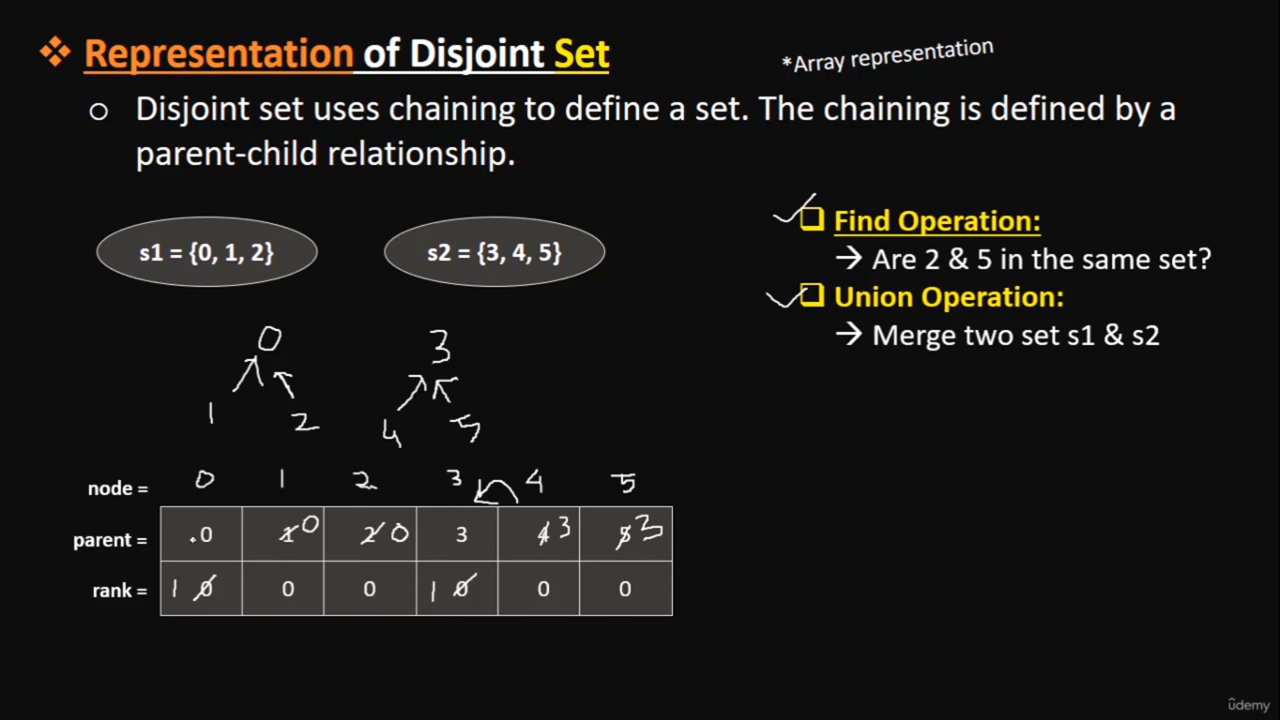 ❖ Representation of Disjoint Set
*Array representation
o Disjoint set uses chaining to define a set. The chaining is defined by a
parent-child relationship.
s1 = {0, 1, 2}
s2 = {3, 4, 5}
❑ Find Operation:
→ Are 2 & 5 in the same set?
❑ Union Operation:
→ Merge two set s1 & s2
0 3
1 2 4 5
node = 0 1 2 3 4 5
parent = .0 1 0 2 0 3 4 3 5 3
rank = 1 0 0 0 1 0 0 0
ûdemy